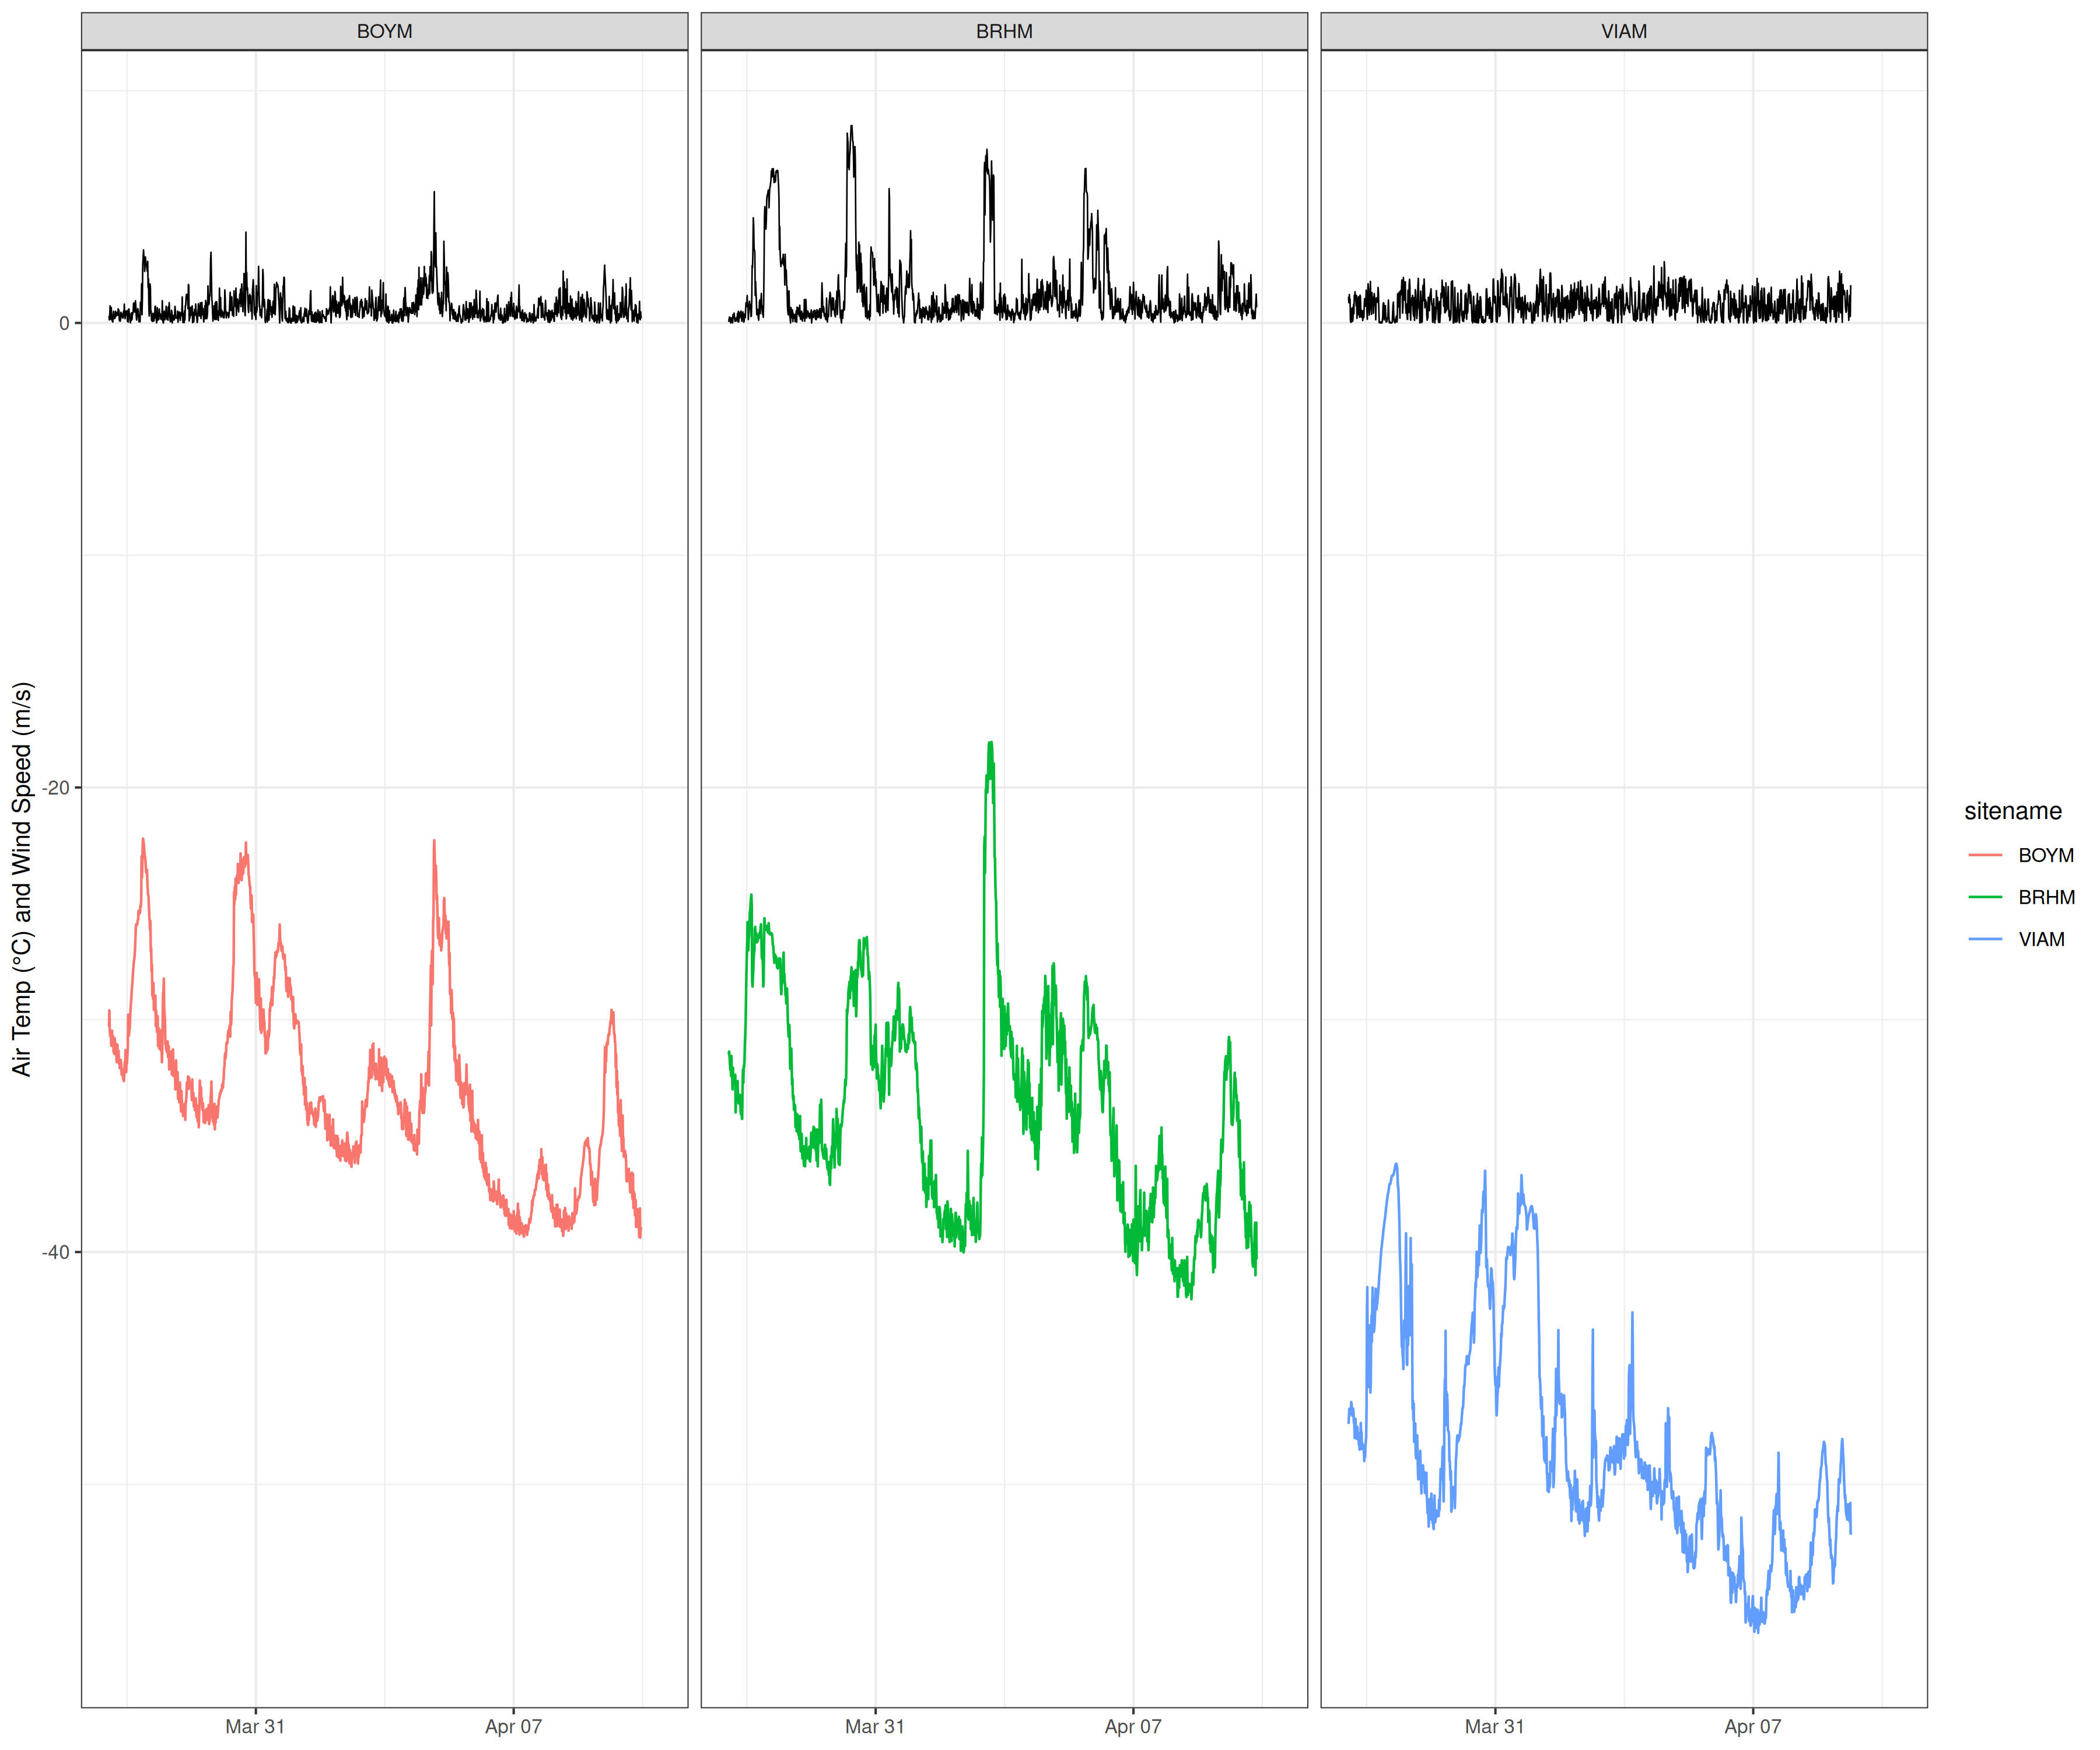 BOYM
BRHM
VIAM
Air Temp (°C) and Wind Speed (m/s)
0
-20
-40
Mar 31
Apr 07
Mar 31
Apr 07
Mar 31
Apr 07
sitename
BOYM
BRHM
VIAM